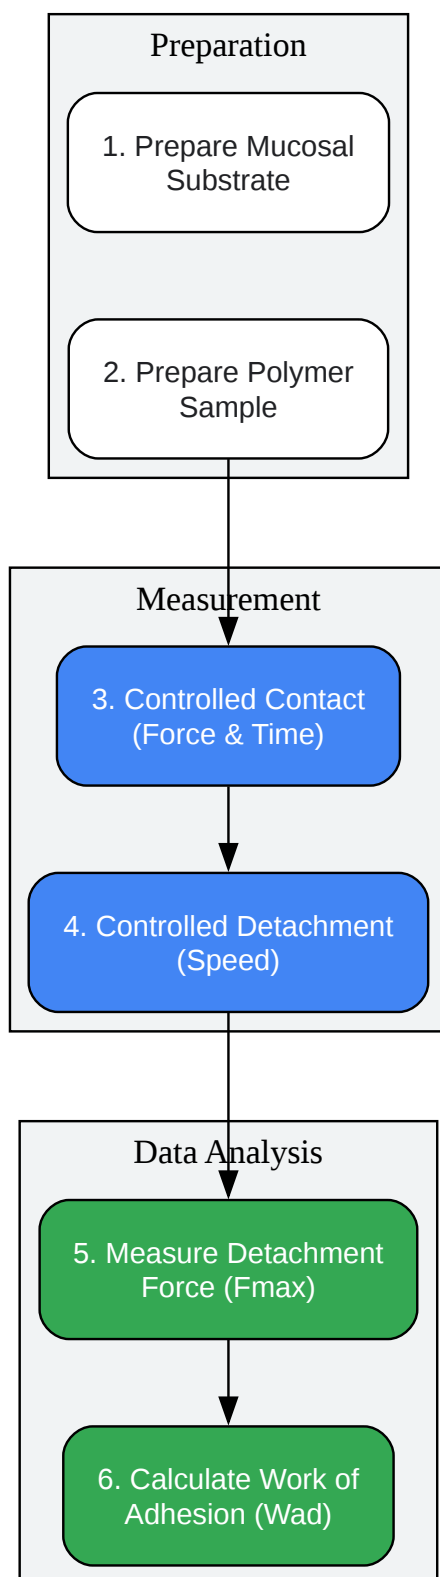 Preparation
1. Prepare Mucosal
Substrate
2. Prepare Polymer
Sample
Measurement
3. Controlled Contact
(Force & Time)
4. Controlled Detachment
(Speed)
Data Analysis
5. Measure Detachment
Force (Fmax)
6. Calculate Work of
Adhesion (Wad)